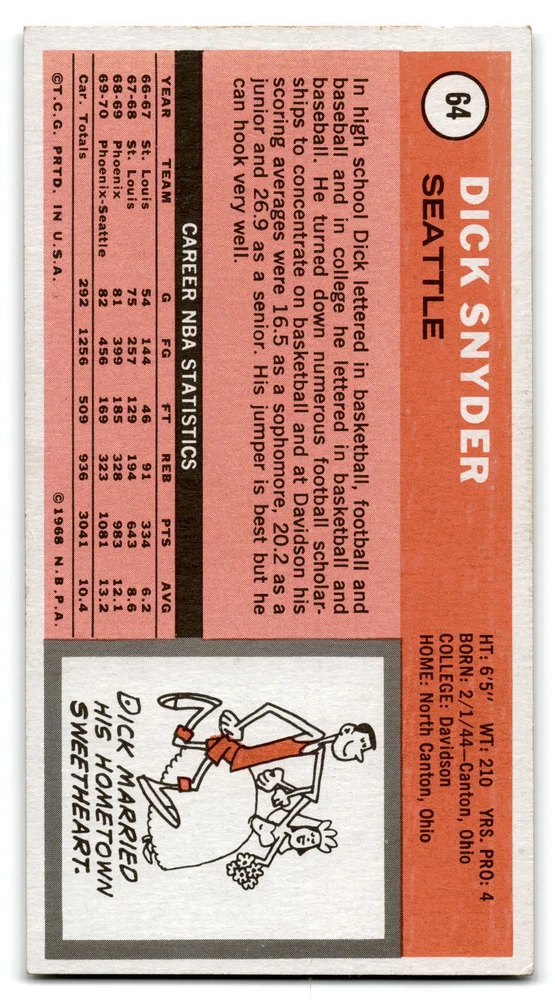 64
DICK SNYDER
SEATTLE
HT: 6'5" WT: 210 YRS. PRO: 4
BORN: 2/1/44—Canton, Ohio
COLLEGE: Davidson
HOME: North Canton, Ohio
In high school Dick lettered in basketball, football and
baseball and in college he lettered in basketball and
baseball. He turned down numerous football scholar-
ships to concentrate on basketball and at Davidson his
scoring averages were 16.5 as a sophomore, 20.2 as a
junior and 26.9 as a senior. His jumper is best but he
can hook very well.
CAREER NBA STATISTICS
YEAR TEAM G FG FT REB PTS AVG
66-67 St. Louis 54 144 46 91 334 6.2
67-68 St. Louis 75 257 129 194 643 8.6
68-69 Phoenix 81 399 185 328 983 12.1
69-70 Phoenix-Seattle 82 456 169 323 1081 13.2
Car. Totals 292 1256 509 936 3041 10.4
©T.C.G. PRTD. IN U.S.A. ©1968 N.B.P.A.
DICK MARRIED
HIS HOMETOWN
SWEETHEART.